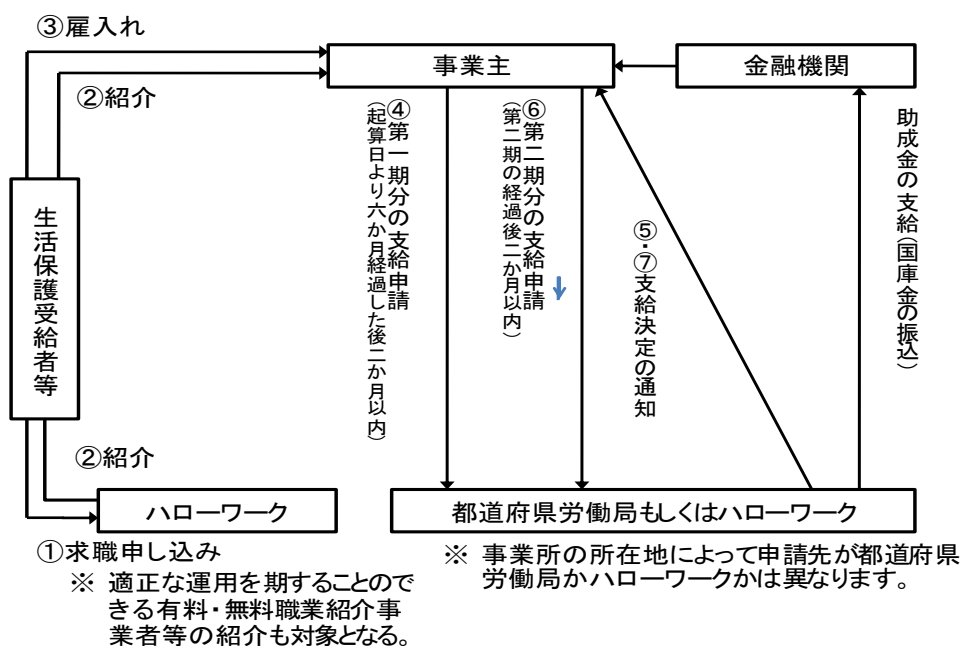 ③雇入れ
事業主
金融機関
②紹介
④第一期分の支給申請
（起算日より六か月経過した後二か月以内）
⑥第二期分の支給申請
（第二期の経過後二か月以内）
⑤・⑦支給決定の通知
助成金の支給（国庫金の振込）
生活保護受給者等
②紹介
ハローワーク
都道府県労働局もしくはハローワーク
①求職申し込み
※ 適正な運用を期することので
きる有料・無料職業紹介事
業者等の紹介も対象となる。
※ 事業所の所在地によって申請先が都道府県
労働局かハローワークかは異なります。